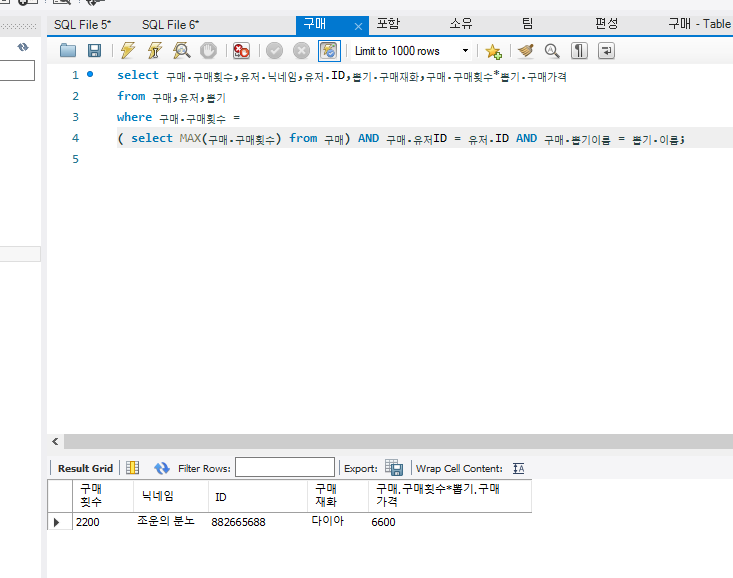 SQL File 5* SQL File 6* 구매 포함 소유 팀 편성 구매 - Table
Limit to 1000 rows
1 select 구매.구매횟수,유저.닉네임,유저.ID,뽑기.구매재화,구매.구매횟수*뽑기.구매가격
2 from 구매,유저,뽑기
3 where 구매.구매횟수 =
4 ( select MAX(구매.구매횟수) from 구매) AND 구매.유저ID = 유저.ID AND 구매.뽑기이름 = 뽑기.이름;
5
Result Grid Filter Rows: Export: Wrap Cell Content:
구매 구매 구매.구매횟수*뽑기.구매
횟수 닉네임 ID 재화 가격
2200 조운의 분노 882665688 다이아 6600